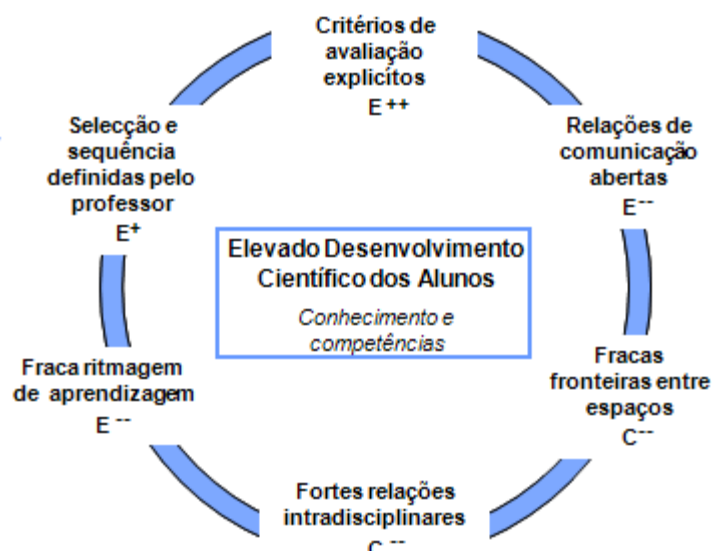 Critérios de
avaliação
explicítos
E ++
Selecção e
sequência
definidas pelo
professor
E+
Relações de
comunicação
abertas
E--
Elevado Desenvolvimento
Científico dos Alunos
Conhecimento e
competências
Fraca ritmagem
de aprendizagem
E --
Fracas
fronteiras entre
espaços
C--
Fortes relações
intradisciplinares
C --